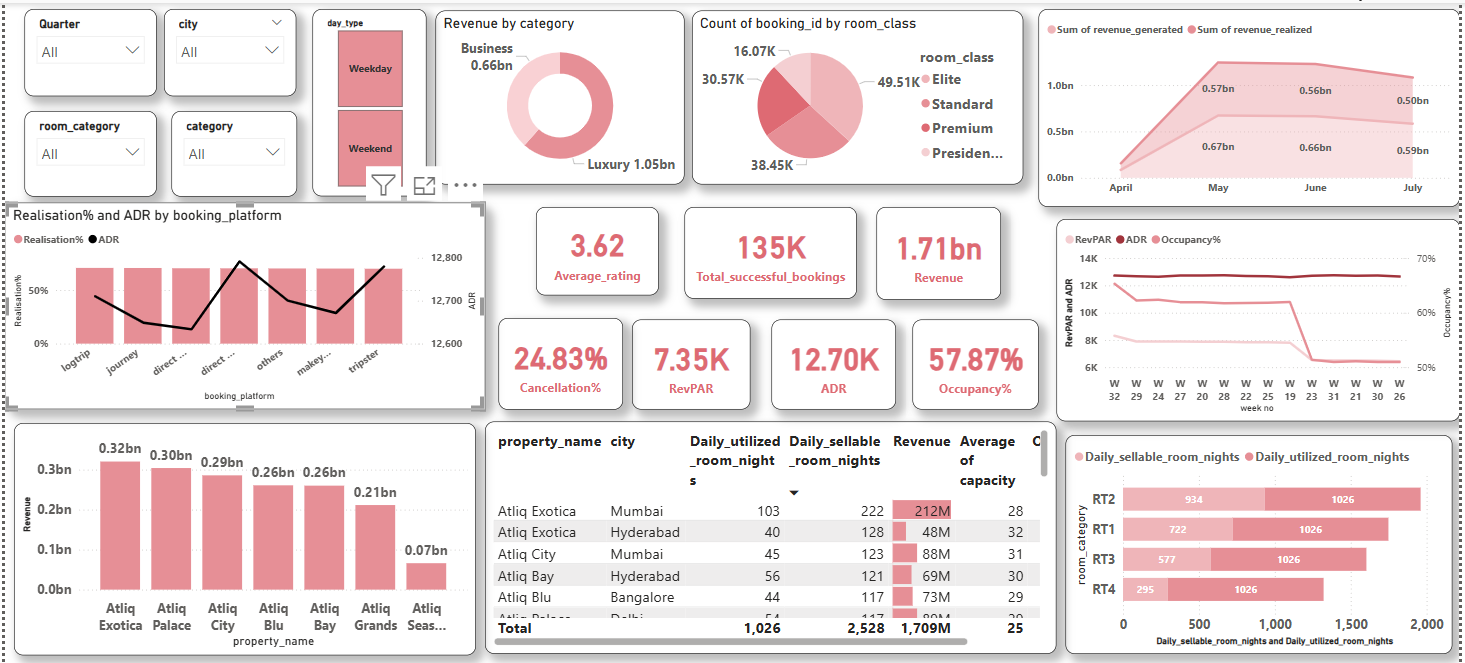 Quarter
All
city
All
room_category
All
category
All
day_type
Weekday
Weekend
Revenue by category
Business
0.66bn
Luxury 1.05bn
Count of booking_id by room_class
16.07K
30.57K
49.51K
38.45K
room_class
Elite
Standard
Premium
Presiden...
Sum of revenue_generated Sum of revenue_realized
1.0bn
0.5bn
0.0bn
0.57bn
0.56bn
0.50bn
0.67bn
0.66bn
0.59bn
April May June July
Realisation% and ADR by booking_platform
Realisation% ADR
Realisation%
50%
0%
12,800
12,700
12,600
ADR
logtrip journey direct ... direct ... others makey... tripster
booking_platform
3.62
Average_rating
135K
Total_successful_bookings
1.71bn
Revenue
24.83%
Cancellation%
7.35K
RevPAR
12.70K
ADR
57.87%
Occupancy%
RevPAR ADR Occupancy%
RevPAR and ADR
14K
12K
10K
8K
6K
70%
60%
50%
Occupancy%
W W W W W W W W W W W W W W
32 29 24 27 20 28 22 25 19 23 31 21 30 26
week no
Revenue
0.3bn
0.2bn
0.1bn
0.0bn
0.32bn
0.30bn
0.29bn
0.26bn
0.26bn
0.21bn
0.07bn
Atliq Atliq Atliq Atliq Atliq Atliq Atliq
Exotica Palace City Blu Bay Grands Seas...
property_name
property_name city Daily_utilized Daily_sellable Revenue Average C
_room_night _room_nights of
s capacity
Atliq Exotica Mumbai 103 222 212M 28
Atliq Exotica Hyderabad 40 128 48M 32
Atliq City Mumbai 45 123 88M 31
Atliq Bay Hyderabad 56 121 69M 30
Atliq Blu Bangalore 44 117 73M 29
Atliq Palace Delhi 54 117
Total 1,026 2,528 1,709M 25
Daily_sellable_room_nights Daily_utilized_room_nights
room_category
RT2 934 1026
RT1 722 1026
RT3 577 1026
RT4 295 1026
0 500 1,000 1,500 2,000
Daily_sellable_room_nights and Daily_utilized_room_nights